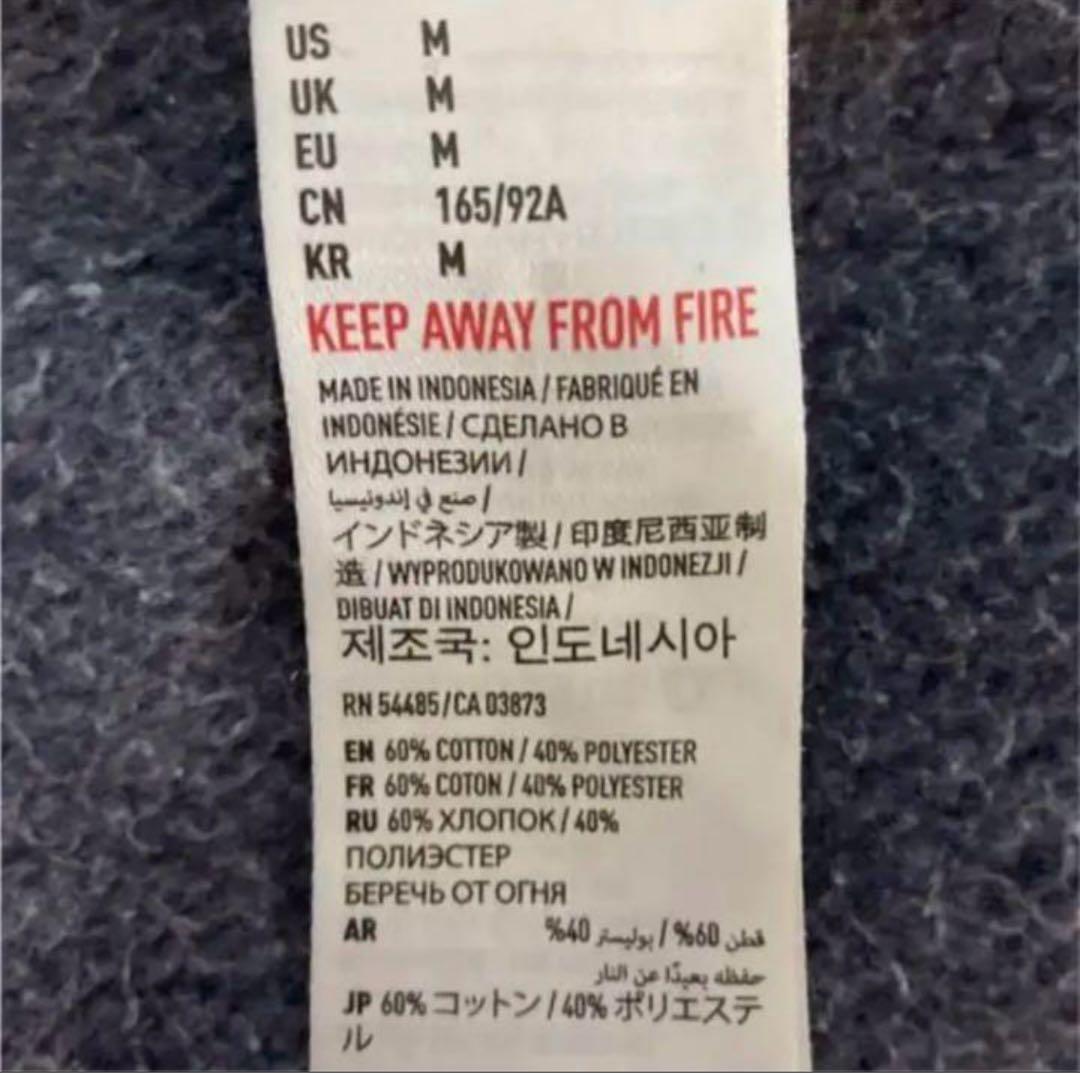 US M
UK M
EU M
CN 165/92A
KR M
KEEP AWAY FROM FIRE
MADE IN INDONESIA / FABRIQUÉ EN
INDONÉSIE / СДЕЛАНО В
ИНДОНЕЗИИ /
صنع في إندونيسيا /
インドネシア製 / 印度尼西亚制
造 / WYPRODUKOWANO W INDONEZJI /
DIBUAT DI INDONESIA /
제조국: 인도네시아
RN 54485 / CA 03873
EN 60% COTTON / 40% POLYESTER
FR 60% COTON / 40% POLYESTER
RU 60% ХЛОПОК / 40%
ПОЛИЭСТЕР
БЕРЕЧЬ ОТ ОГНЯ
AR قطن 60% / بوليستر 40%
حفظه بعيدًا عن النار
JP 60% コットン / 40% ポリエステ
ル